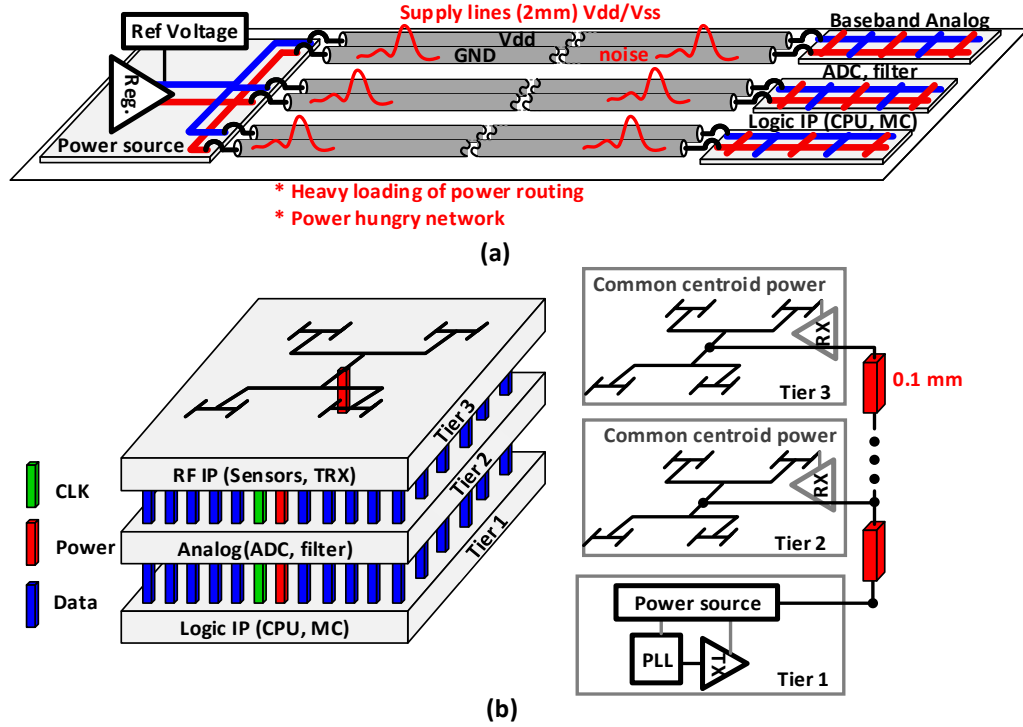 Supply lines (2mm) Vdd/Vss
Baseband Analog
Ref Voltage
Vdd
GND
noise
Reg.
ADC, filter
Logic IP (CPU, MC)
Power source
* Heavy loading of power routing
* Power hungry network
(a)
Common centroid power
RX
Tier 3
0.1 mm
Tier 3
RF IP (Sensors, TRX)
Tier 2
Analog(ADC, filter)
Tier 1
Logic IP (CPU, MC)
CLK
Power
Data
Common centroid power
RX
Tier 2
Power source
PLL
TX
Tier 1
(b)